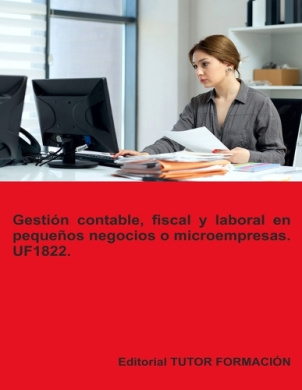 Gestión contable, fiscal y laboral en
pequeños negocios o microempresas.
UF1822.
Editorial TUTOR FORMACIÓN